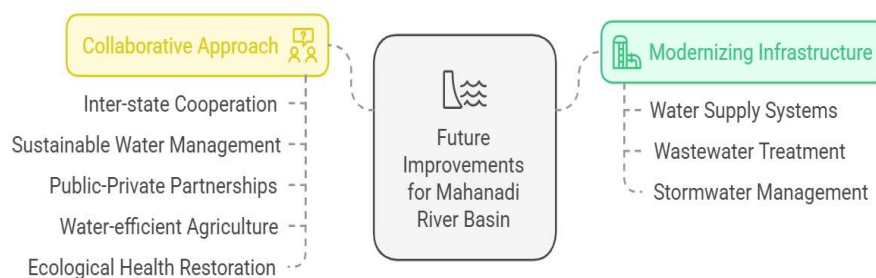 Collaborative Approach
Inter-state Cooperation
Sustainable Water Management
Public-Private Partnerships
Water-efficient Agriculture
Ecological Health Restoration
Future
Improvements
for Mahanadi
River Basin
Modernizing Infrastructure
Water Supply Systems
Wastewater Treatment
Stormwater Management